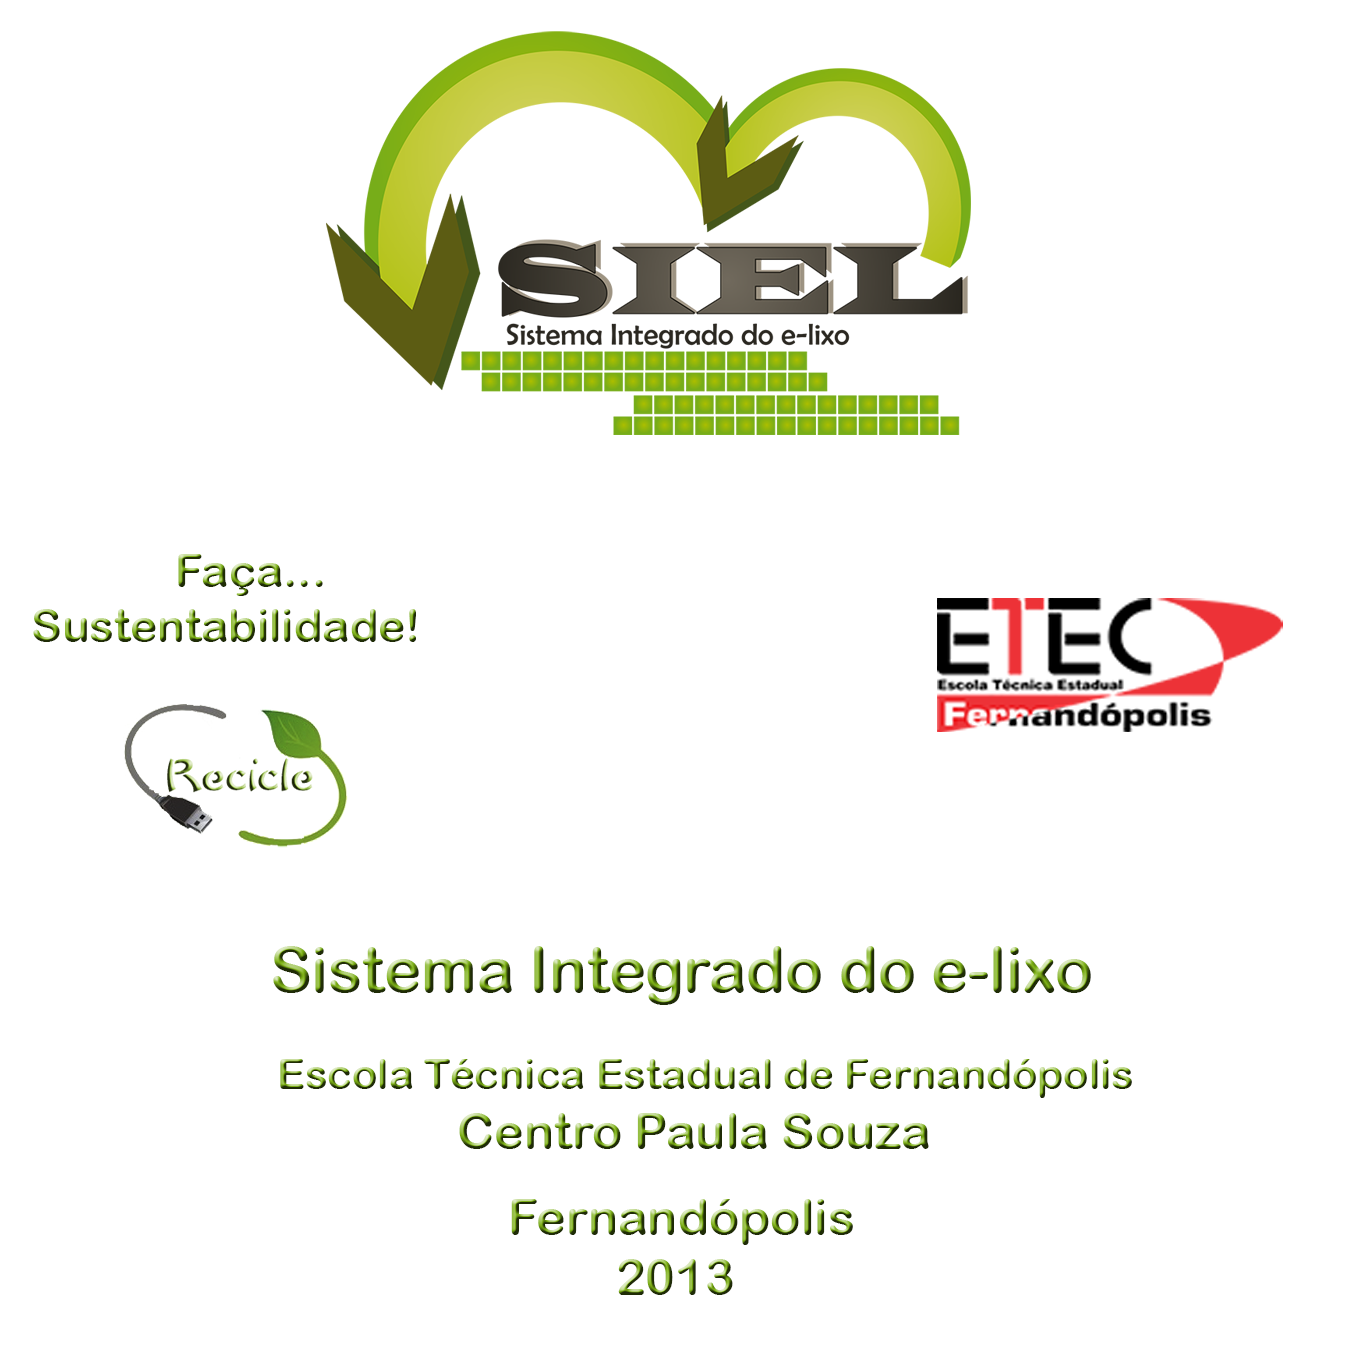 SIEL
Sistema Integrado do e-lixo
Faça...
Sustentabilidade!
ETEC
Escola Técnica Estadual
Fernandópolis
Recicle
Sistema Integrado do e-lixo
Escola Técnica Estadual de Fernandópolis
Centro Paula Souza
Fernandópolis
2013